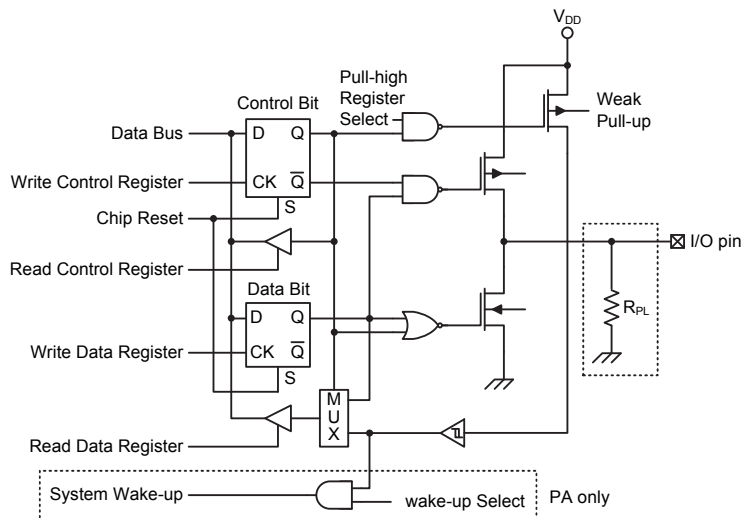 V_DD
Pull-high
Register
Select
Weak
Pull-up
Control Bit
Data Bus
D
Q
Write Control Register
CK
Q̅
S
Chip Reset
I/O pin
Read Control Register
R_PL
Data Bit
D
Q
Write Data Register
CK
Q̅
S
M
U
X
Read Data Register
System Wake-up
wake-up Select
PA only